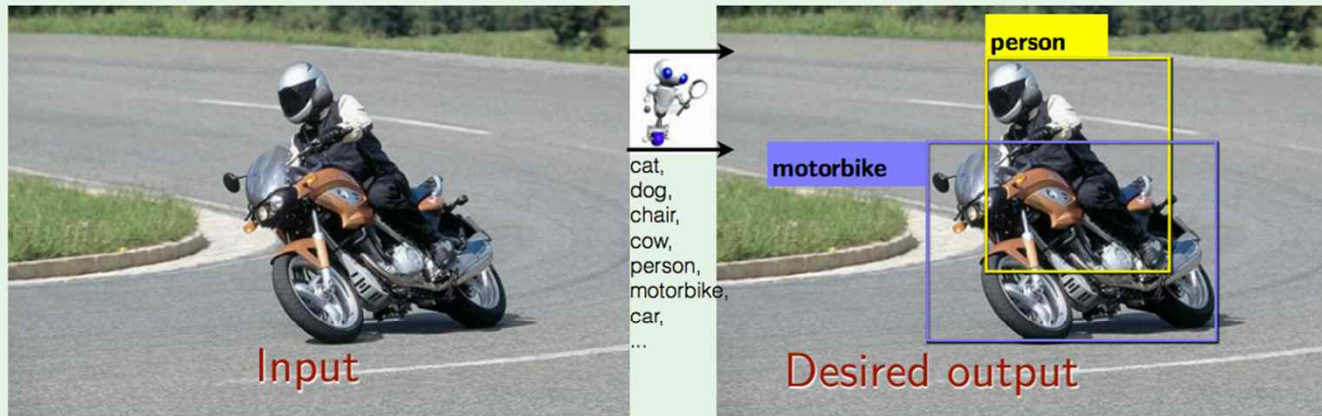 person
motorbike
cat,
dog,
chair,
cow,
person,
motorbike,
car,
...
Input
Desired output